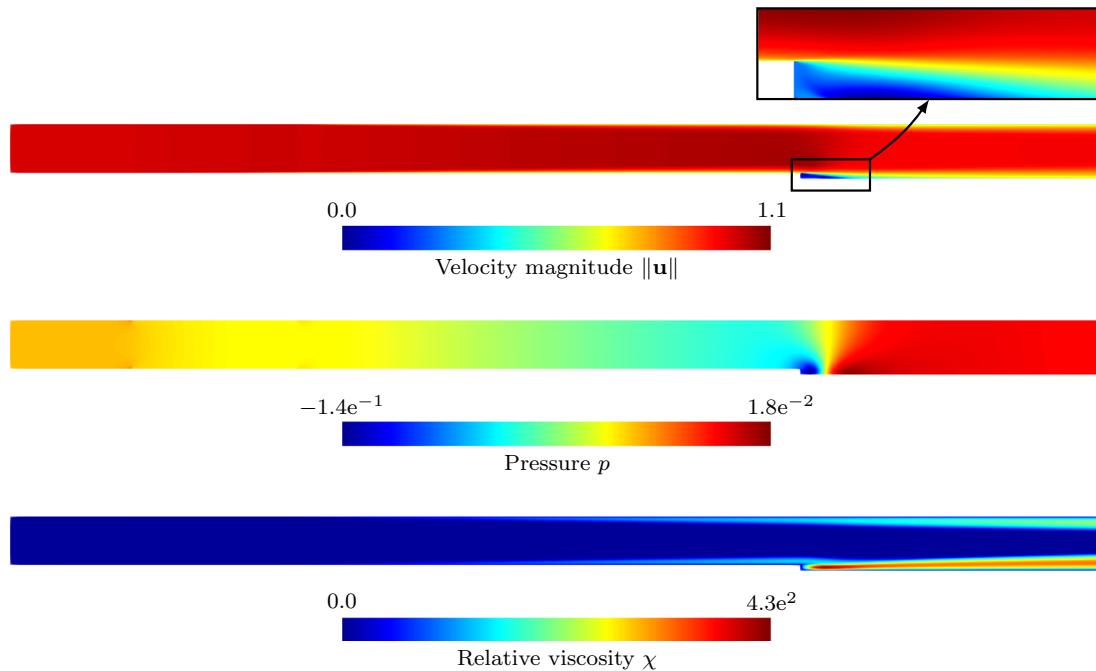 0.0 1.1
Velocity magnitude ‖u‖
−1.4e⁻¹ 1.8e⁻²
Pressure p
0.0 4.3e²
Relative viscosity χ